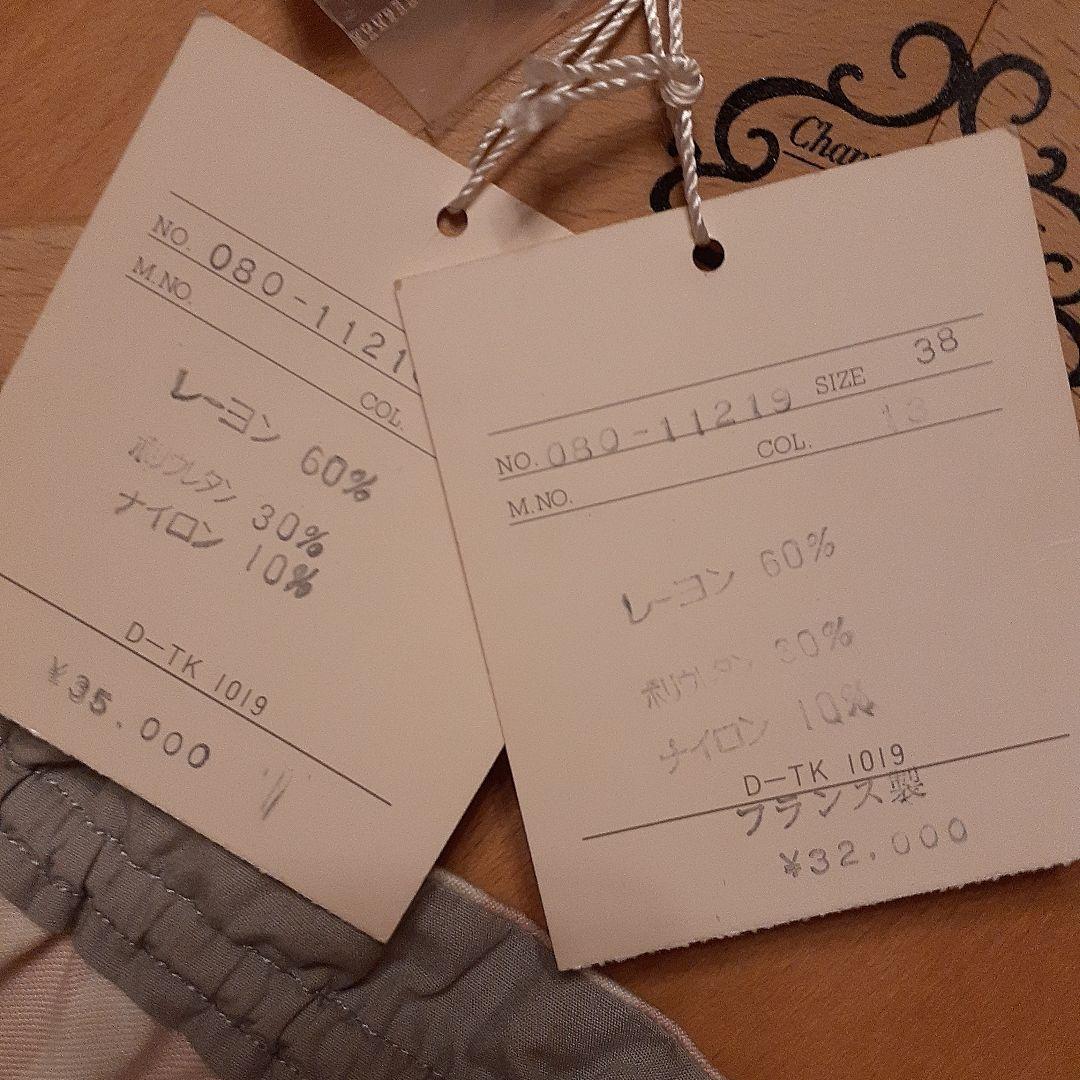 NO. 080-1121
M.NO.
COL.
レーヨン 60%
ポリウレタン 30%
ナイロン 10%
D-TK 1019
¥35.000
NO. 080-11219 SIZE 38
M.NO. COL. 13
レーヨン 60%
ポリウレタン 30%
ナイロン 10%
D-TK 1019
フランス製
¥32.000